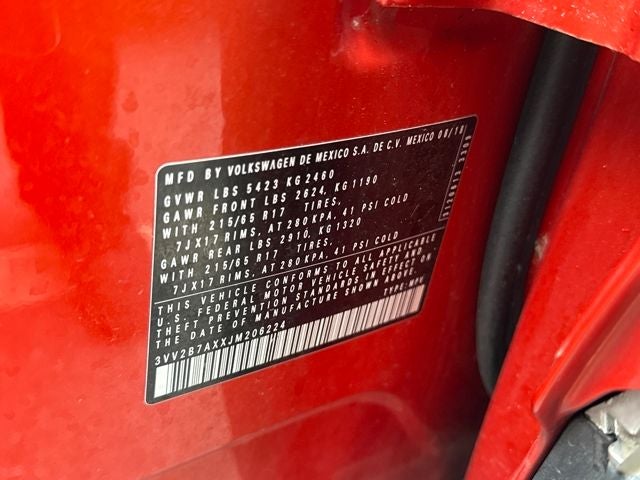 MFD BY VOLKSWAGEN DE MEXICO S.A. DE C.V. MEXICO 08/18
GVWR LBS 5423 KG 2460
GAWR FRONT LBS 2624, KG 1190
WITH 215/65 R17 TIRES,
7JX17 RIMS, AT 280 KPA, 41 PSI COLD
GAWR REAR LBS 2910, KG 1320
WITH 215/65 R17 TIRES,
7JX17 RIMS, AT 280 KPA, 41 PSI COLD
THIS VEHICLE CONFORMS TO ALL APPLICABLE
U.S. FEDERAL MOTOR VEHICLE SAFETY AND
THEFT PREVENTION STANDARDS IN EFFECT ON
THE DATE OF MANUFACTURE SHOWN ABOVE.
TYPE: MPV
3VV2B7AXXJM206224